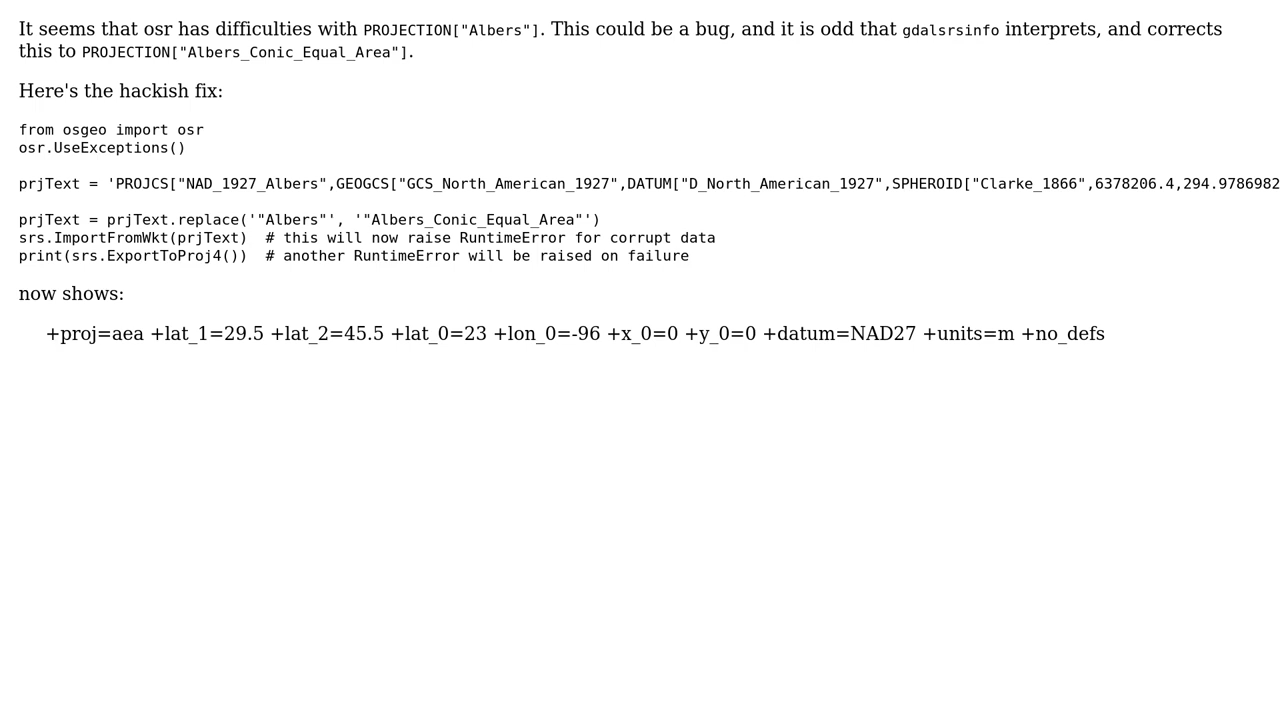 It seems that osr has difficulties with PROJECTION["Albers"]. This could be a bug, and it is odd that gdalsrsinfo interprets, and corrects
this to PROJECTION["Albers_Conic_Equal_Area"].
Here's the hackish fix:
from osgeo import osr
osr.UseExceptions()
prjText = 'PROJCS["NAD_1927_Albers",GEOGCS["GCS_North_American_1927",DATUM["D_North_American_1927",SPHEROID["Clarke_1866",6378206.4,294.9786982
prjText = prjText.replace('"Albers"', '"Albers_Conic_Equal_Area"')
srs.ImportFromWkt(prjText)  # this will now raise RuntimeError for corrupt data
print(srs.ExportToProj4())  # another RuntimeError will be raised on failure
now shows:
+proj=aea +lat_1=29.5 +lat_2=45.5 +lat_0=23 +lon_0=-96 +x_0=0 +y_0=0 +datum=NAD27 +units=m +no_defs